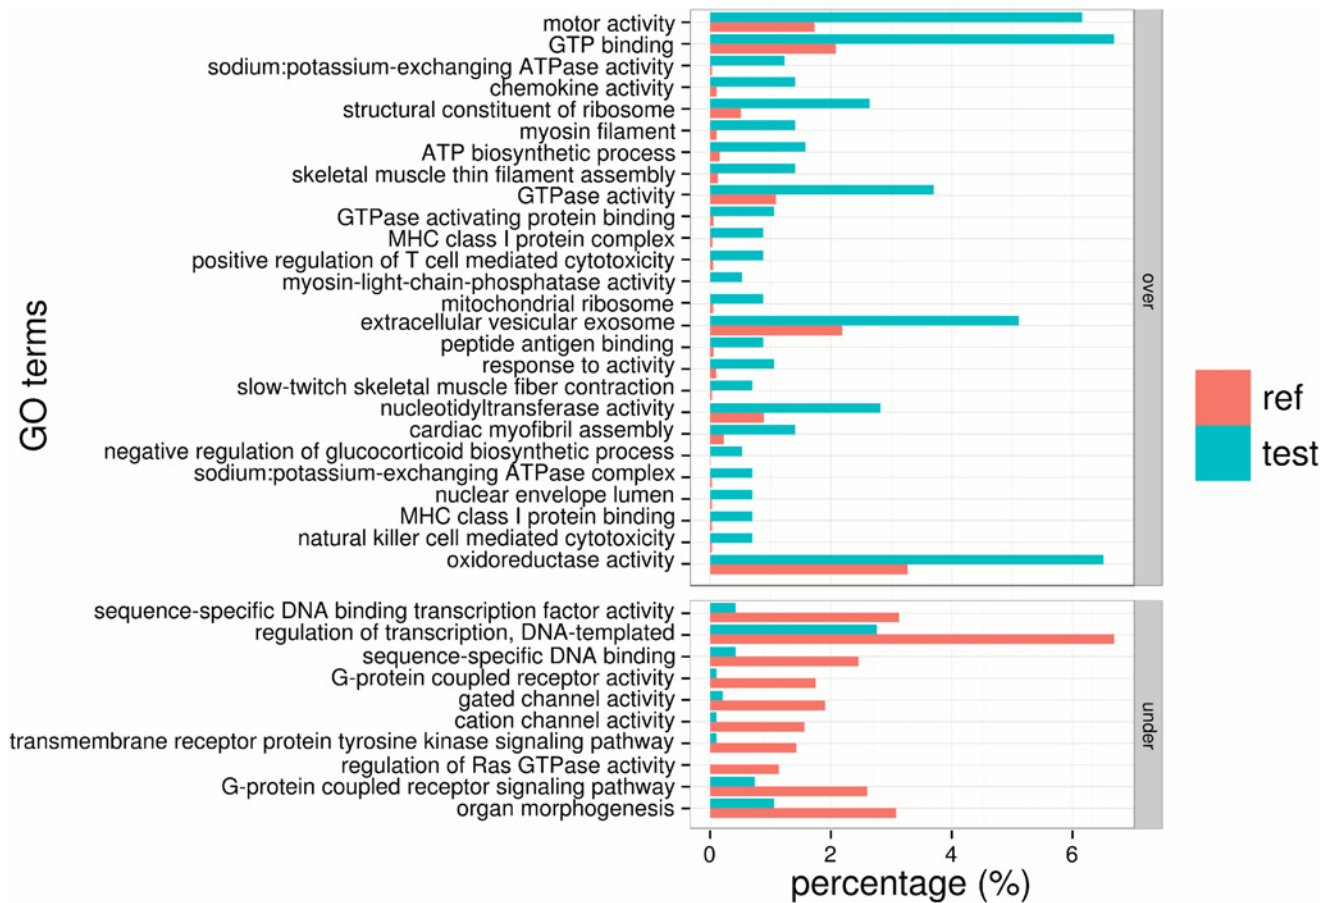 GO terms
motor activity
GTP binding
sodium:potassium-exchanging ATPase activity
chemokine activity
structural constituent of ribosome
myosin filament
ATP biosynthetic process
skeletal muscle thin filament assembly
GTPase activity
GTPase activating protein binding
MHC class I protein complex
positive regulation of T cell mediated cytotoxicity
myosin-light-chain-phosphatase activity
mitochondrial ribosome
extracellular vesicular exosome
peptide antigen binding
response to activity
slow-twitch skeletal muscle fiber contraction
nucleotidyltransferase activity
cardiac myofibril assembly
negative regulation of glucocorticoid biosynthetic process
sodium:potassium-exchanging ATPase complex
nuclear envelope lumen
MHC class I protein binding
natural killer cell mediated cytotoxicity
oxidoreductase activity
over
sequence-specific DNA binding transcription factor activity
regulation of transcription, DNA-templated
sequence-specific DNA binding
G-protein coupled receptor activity
gated channel activity
cation channel activity
transmembrane receptor protein tyrosine kinase signaling pathway
regulation of Ras GTPase activity
G-protein coupled receptor signaling pathway
organ morphogenesis
under
0 2 4 6
percentage (%)
ref
test